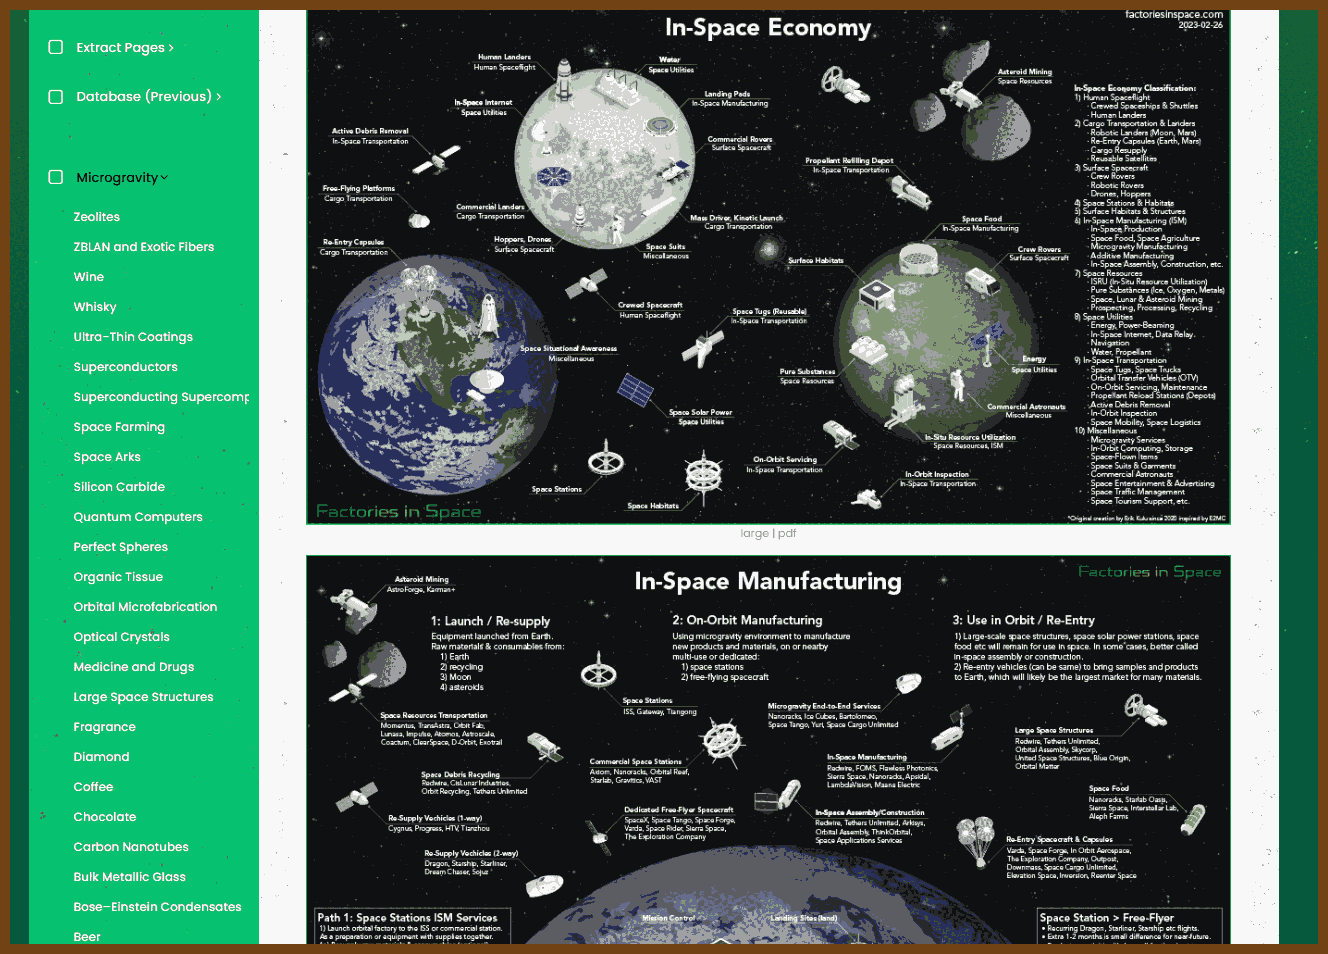 Extract Pages ›
Database (Previous) ›
Microgravity
Zeolites
ZBLAN and Exotic Fibers
Wine
Whisky
Ultra-Thin Coatings
Superconductors
Superconducting Supercomp
Space Farming
Space Arks
Silicon Carbide
Quantum Computers
Perfect Spheres
Organic Tissue
Orbital Microfabrication
Optical Crystals
Medicine and Drugs
Large Space Structures
Fragrance
Diamond
Coffee
Chocolate
Carbon Nanotubes
Bulk Metallic Glass
Bose-Einstein Condensates
Beer
In-Space Economy
factoriesinspace.com
2023-02-26
Human Landers
Human Spaceflight
Water
Space Utilities
In-Space Internet
Space Utilities
Landing Pads
In-Space Manufacturing
Active Debris Removal
In-Space Transportation
Commercial Rovers
Surface Spacecraft
Free-Flying Platforms
Cargo Transportation
Commercial Landers
Cargo Transportation
Mass Driver, Kinetic Launch
Cargo Transportation
Re-Entry Capsules
Cargo Transportation
Hoppers, Drones
Surface Spacecraft
Space Suits
Miscellaneous
Asteroid Mining
Space Resources
Propellant Refilling Depot
In-Space Transportation
Space Food
In-Space Manufacturing
Crew Rovers
Surface Spacecraft
Surface Habitats
Crewed Spacecraft
Human Spaceflight
Space Tugs (Reusable)
In-Space Transportation
Space Situational Awareness
Miscellaneous
Energy
Space Utilities
Pure Substances
Space Resources
Commercial Astronauts
Miscellaneous
Space Solar Power
Space Utilities
In-Situ Resource Utilization
Space Resources, ISM
On-Orbit Servicing
In-Space Transportation
In-Orbit Inspection
In-Space Transportation
Space Stations
Space Habitats
Factories in Space
In-Space Economy Classification:
1) Human Spaceflight
- Crewed Spaceships & Shuttles
- Human Landers
2) Cargo Transportation & Landers
- Robotic Landers (Moon, Mars)
- Re-Entry Capsules (Earth, Mars)
- Cargo Resupply
- Reusable Satellites
3) Surface Spacecraft
- Crew Rovers
- Robotic Rovers
- Drones, Hoppers
4) Space Stations & Habitats
5) Surface Habitats & Structures
6) In-Space Manufacturing (ISM)
- In-Space Production
- Space Food, Space Agriculture
- Microgravity Manufacturing
- Additive Manufacturing
- In-Space Assembly, Construction, etc.
7) Space Resources
- ISRU (In-Situ Resource Utilization)
- Pure Substances (Ice, Oxygen, Metals)
- Space, Lunar & Asteroid Mining
- Prospecting, Processing, Recycling
8) Space Utilities
- Energy, Power-Beaming
- In-Space Internet, Data Relay
- Navigation
- Water, Propellant
9) In-Space Transportation
- Space Tugs, Space Trucks
- Orbital Transfer Vehicles (OTV)
- On-Orbit Servicing, Maintenance
- Propellant Reload Stations (Depots)
- Active Debris Removal
- In-Orbit Inspection
- Space Mobility, Space Logistics
10) Miscellaneous
- Microgravity Services
- In-Orbit Computing, Storage
- Space-Flown Items
- Space Suits & Garments
- Commercial Astronauts
- Space Entertainment & Advertising
- Space Traffic Management
- Space Tourism Support, etc.
*Original creation by Erik Kulu since 2020 inspired by E2MC
large | pdf
In-Space Manufacturing
Factories in Space
Asteroid Mining
AstroForge, Karman+
1: Launch / Re-supply
Equipment launched from Earth.
Raw materials & consumables from:
1) Earth
2) recycling
3) Moon
4) asteroids
2: On-Orbit Manufacturing
Using microgravity environment to manufacture
new products and materials, on or nearby
multi-use or dedicated:
1) space stations
2) free-flying spacecraft
3: Use in Orbit / Re-Entry
1) Large-scale space structures, space solar power stations, space
food etc will remain for use in space. In some cases, better called
in-space assembly or construction.
2) Re-entry vehicles (can be same) to bring samples and products
to Earth, which will likely be the largest market for many materials.
Space Stations
ISS, Gateway, Tiangong
Space Resources Transportation
Momentus, TransAstra, Orbit Fab,
Lunasa, Impulse, Atomos, Astroscale,
Coactum, ClearSpace, D-Orbit, Exotrail
Microgravity End-to-End Services
Nanoracks, Ice Cubes, Bartolomeo,
Space Tango, Yuri, Space Cargo Unlimited
Large Space Structures
Redwire, Tethers Unlimited,
Orbital Assembly, Skycorp,
United Space Structures, Blue Origin,
Orbital Matter
Commercial Space Stations
Axiom, Nanoracks, Orbital Reef,
Starlab, Gravitics, VAST
In-Space Manufacturing
Redwire, FOMS, Flawless Photonics,
Sierra Space, Nanoracks, Apsidal,
LambdaVision, Maana Electric
Space Debris Recycling
Redwire, CisLunar Industries,
Orbit Recycling, Tethers Unlimited
Space Food
Nanoracks, Starlab Oasis,
Sierra Space, Interstellar Lab,
Aleph Farms
Re-Supply Vechicles (1-way)
Cygnus, Progress, HTV, Tianzhou
Dedicated Free-Flyer Spacecraft
SpaceX, Space Tango, Space Forge,
Varda, Space Rider, Sierra Space,
The Exploration Company
In-Space Assembly/Construction
Redwire, Tethers Unlimited, Arkisys,
Orbital Assembly, ThinkOrbital,
Space Applications Services
Re-Entry Spacecraft & Capsules
Varda, Space Forge, In Orbit Aerospace,
The Exploration Company, Outpost,
Downmass, Space Cargo Unlimited,
Elevation Space, Inversion, Reenter Space
Re-Supply Vechicles (2-way)
Dragon, Starship, Starliner,
Dream Chaser, Sojuz
Path 1: Space Stations ISM Services
1) Launch orbital factory to the ISS or commercial station.
As a preparation or equipment with supplies together.
Mission Control
Landing Sites (land)
Space Station > Free-Flyer
• Recurring Dragon, Starliner, Starship etc flights.
• Extra 1-2 months is small difference for near-future.